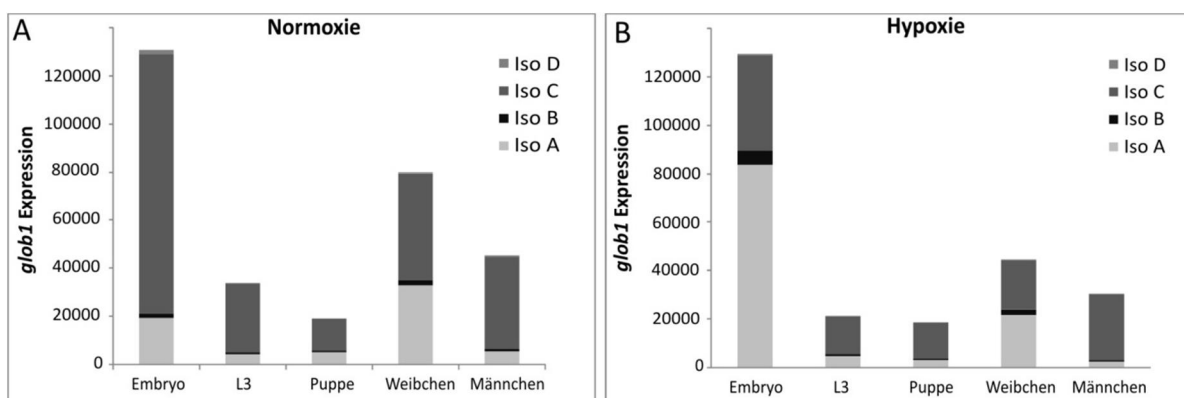 A
Normoxie
glob1 Expression
120000
100000
80000
60000
40000
20000
0
Iso D
Iso C
Iso B
Iso A
Embryo L3 Puppe Weibchen Männchen
B
Hypoxie
glob1 Expression
120000
100000
80000
60000
40000
20000
0
Iso D
Iso C
Iso B
Iso A
Embryo L3 Puppe Weibchen Männchen